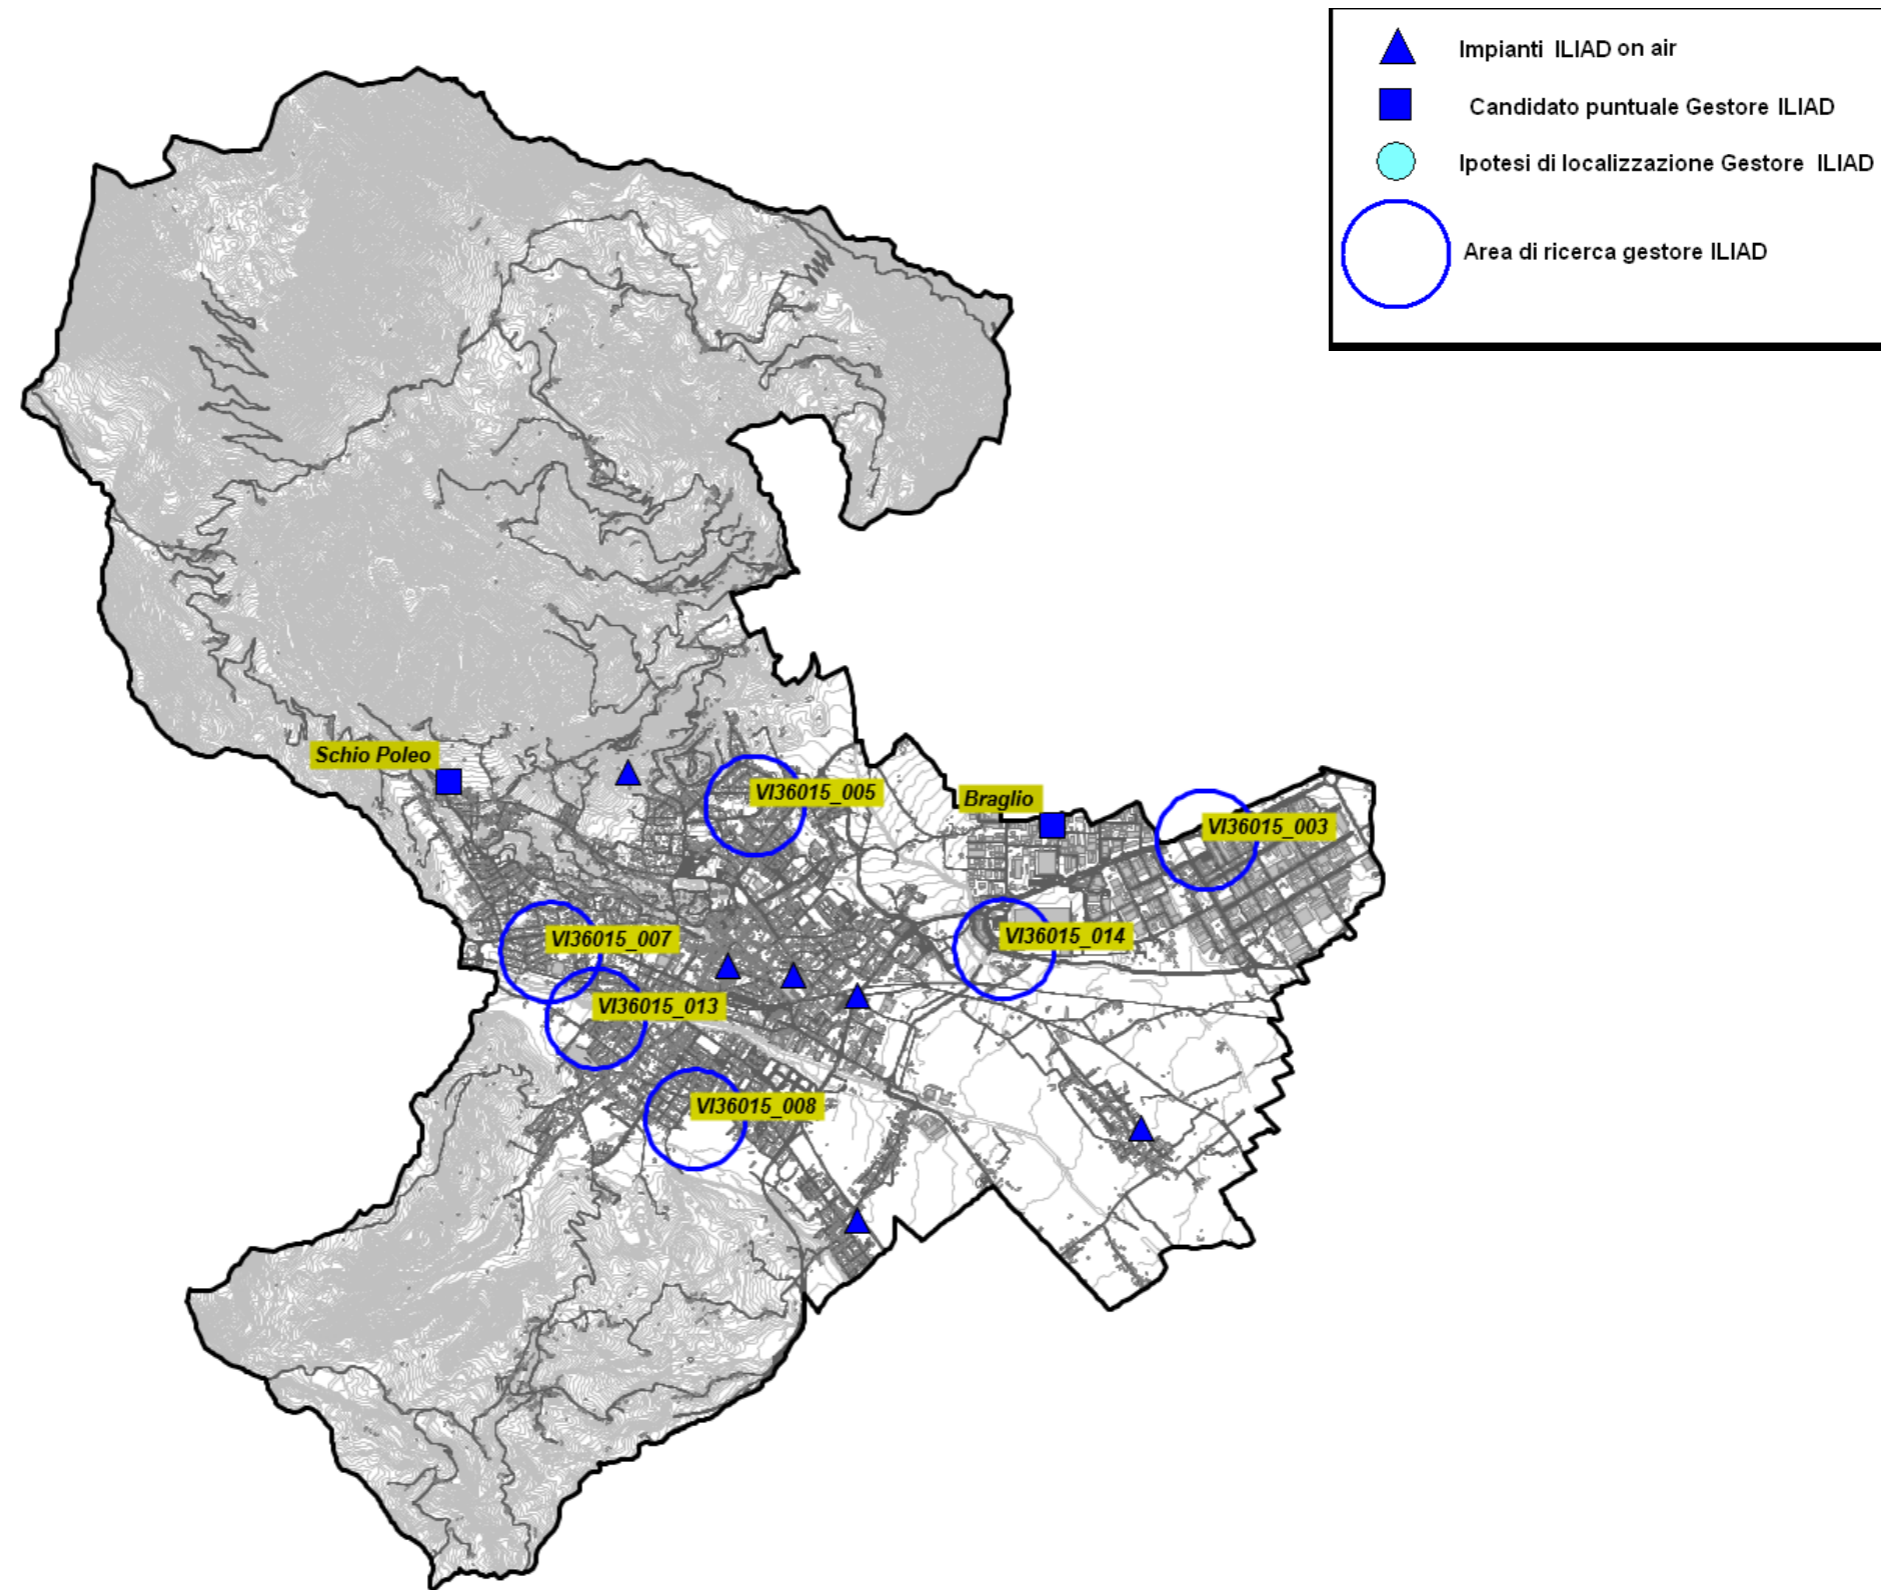 Impianti ILIAD on air
Candidato puntuale Gestore ILIAD
Ipotesi di localizzazione Gestore ILIAD
Area di ricerca gestore ILIAD
Schio Poleo
VI36015_005
Braglio
VI36015_003
VI36015_007
VI36015_014
VI36015_013
VI36015_008